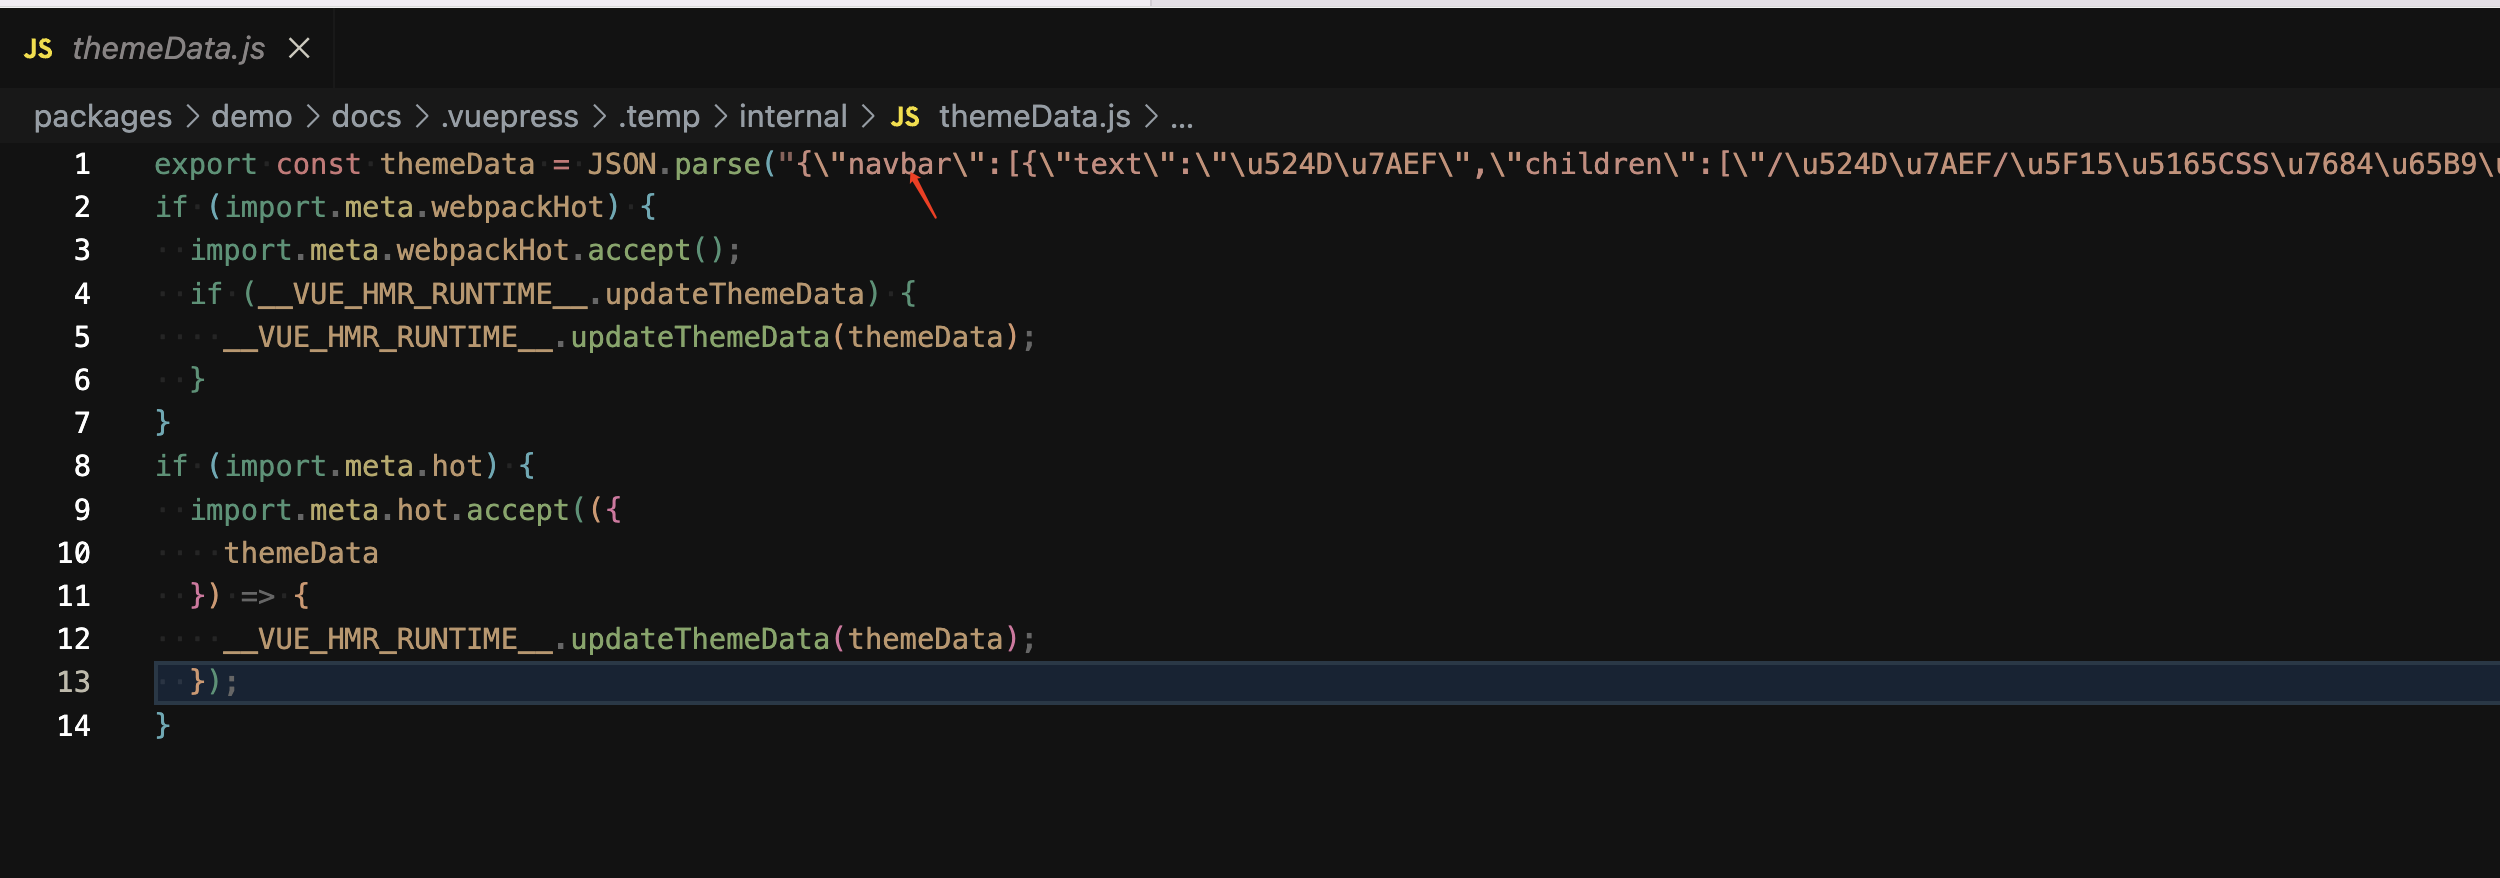 JS themeData.js
packages > demo > docs > .vuepress > .temp > internal > JS themeData.js > ...
1 export const themeData = JSON.parse("{\"navbar\":[{\"text\":\"\u524D\u7AEF\",\"children\":[\"/\u524D\u7AEF/\u5F15\u5165CSS\u7684\u65B9\
2 if (import.meta.webpackHot) {
3   import.meta.webpackHot.accept();
4   if (__VUE_HMR_RUNTIME__.updateThemeData) {
5     __VUE_HMR_RUNTIME__.updateThemeData(themeData);
6   }
7 }
8 if (import.meta.hot) {
9   import.meta.hot.accept(({
10     themeData
11   }) => {
12     __VUE_HMR_RUNTIME__.updateThemeData(themeData);
13   });
14 }